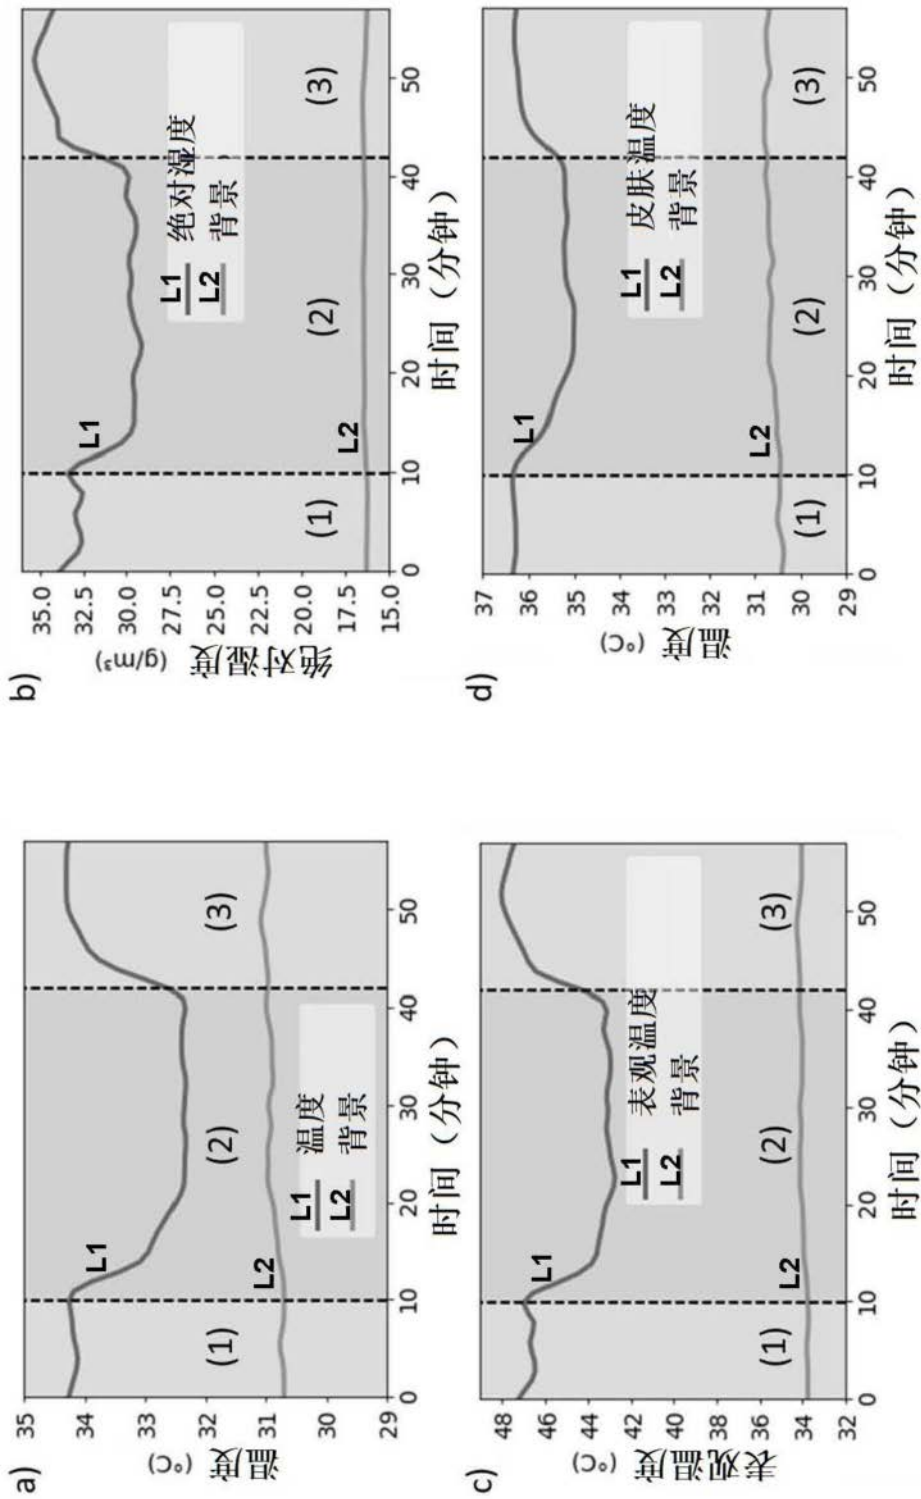 a)
温度 (°C)
35
34
33
32
31
30
29
L1
L2
(1)
(2)
(3)
L1 温度
L2 背景
0
10
20
30
40
50
时间（分钟）
b)
绝对湿度 (g/m³)
35.0
32.5
30.0
27.5
22.5
25.0
20.0
17.5
15.0
L1
L2
(1)
(2)
(3)
L1 绝对湿度
L2 背景
0
10
20
30
40
50
时间（分钟）
c)
表观温度 (°C)
48
46
44
42
40
38
36
34
32
L1
L2
(1)
(2)
(3)
L1 表观温度
L2 背景
0
10
20
30
40
50
时间（分钟）
d)
温度 (°C)
37
36
35
34
33
32
31
30
29
L1
L2
(1)
(2)
(3)
L1 皮肤温度
L2 背景
0
10
20
30
40
50
时间（分钟）